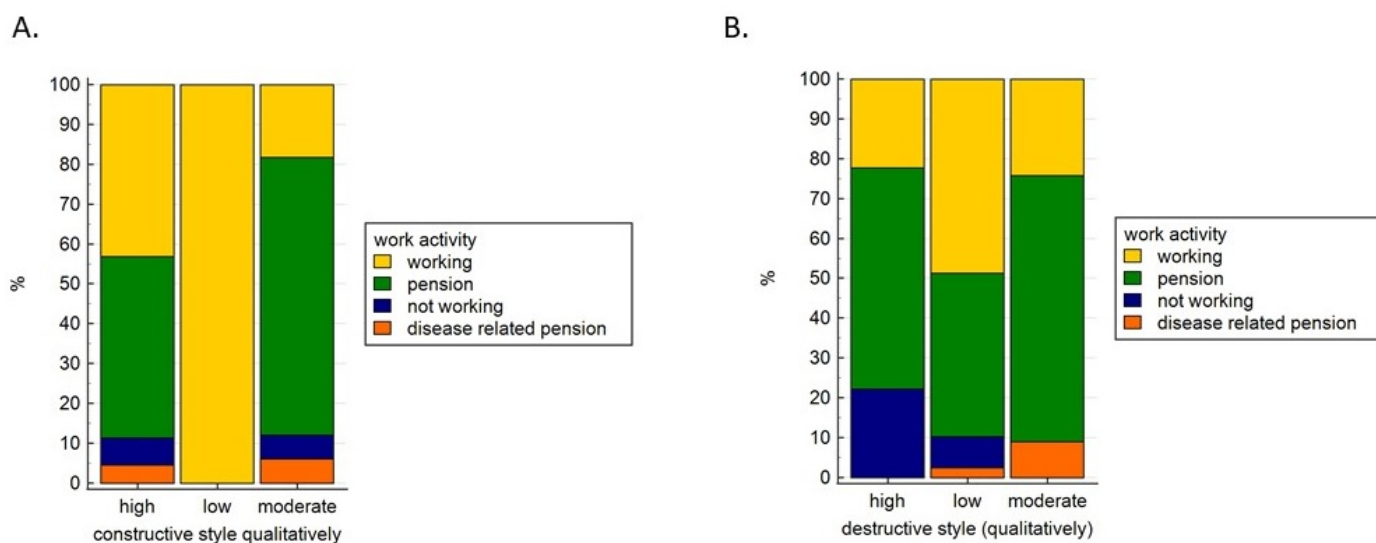 A.
100
90
80
70
60
50
40
30
20
10
0
%
high low moderate
constructive style qualitatively
work activity
working
pension
not working
disease related pension
B.
100
90
80
70
60
50
40
30
20
10
0
%
high low moderate
destructive style (qualitatively)
work activity
working
pension
not working
disease related pension